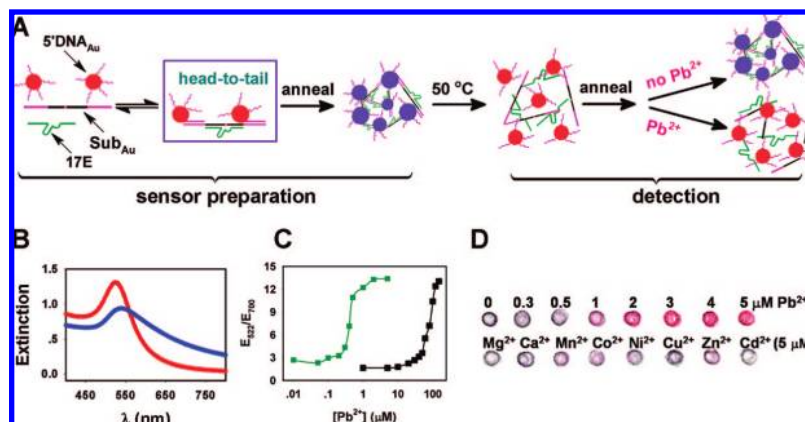 A
5'DNAAu
head-to-tail
anneal
50 °C
anneal
no Pb2+
Pb2+
SubAu
17E
sensor preparation
detection
B
Extinction
1.5
1.0
0.5
.0
450 550 650 750
λ (nm)
C
E522/E700
15
12
9
6
3
0
.01 .1 1 10 100
[Pb2+] (μM)
D
0 0.3 0.5 1 2 3 4 5 μM Pb2+
Mg2+ Ca2+ Mn2+ Co2+ Ni2+ Cu2+ Zn2+ Cd2+ (5 μM